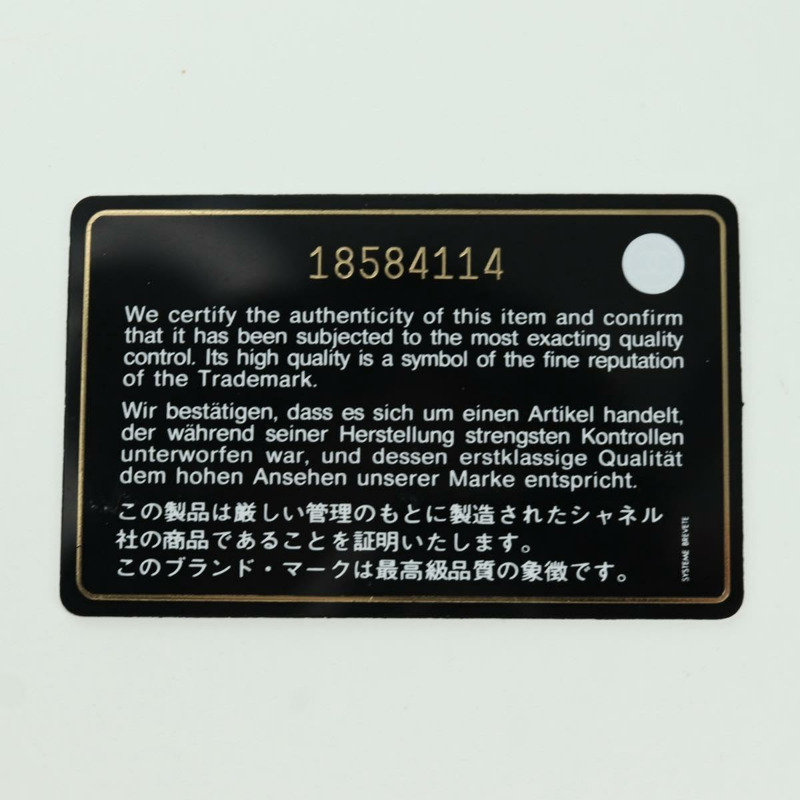 18584114
We certify the authenticity of this item and confirm
that it has been subjected to the most exacting quality
control. Its high quality is a symbol of the fine reputation
of the Trademark.
Wir bestätigen, dass es sich um einen Artikel handelt,
der während seiner Herstellung strengsten Kontrollen
unterworfen war, und dessen erstklassige Qualität
dem hohen Ansehen unserer Marke entspricht.
この製品は厳しい管理のもとに製造されたシャネル
社の商品であることを証明いたします。
このブランド・マークは最高級品質の象徴です。
SYSTEME BREVETE